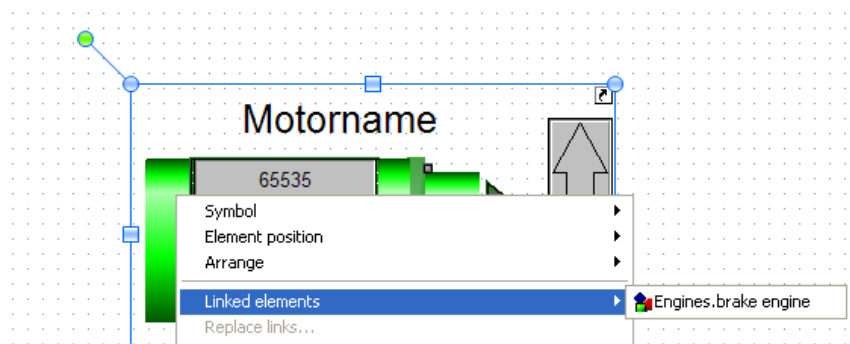 Motorname
65535
Symbol
Element position
Arrange
Linked elements
Engines.brake engine
Replace links...